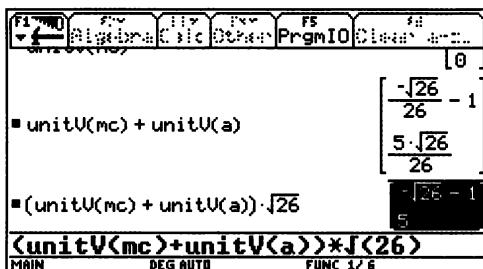 F1 F5
Algebra Calc Other PrgmIO Clear
0
-√26/26 - 1
▪ unitV(mc) + unitV(a)
5·√26/26
▪ (unitV(mc) + unitV(a))·√26
-√26 - 1
5
(unitV(mc)+unitV(a))*√(26)
MAIN DEG AUTO FUNC 1/6